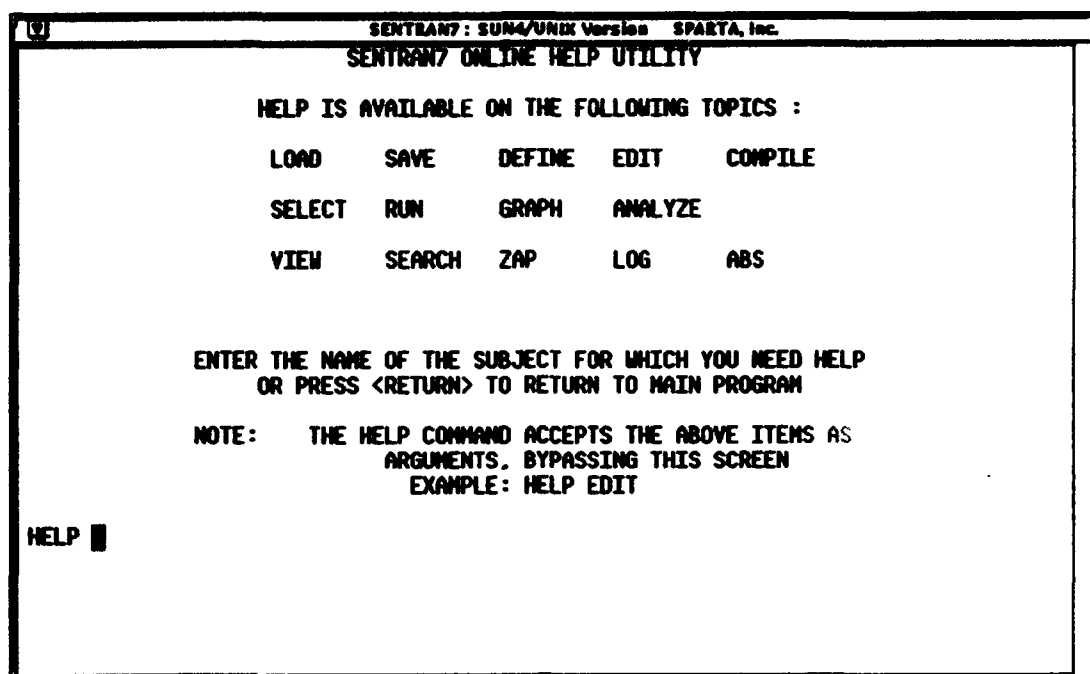 SENTRAN7 : SUN4/UNIX Version SPARTA, Inc.
SENTRAN7 ONLINE HELP UTILITY
HELP IS AVAILABLE ON THE FOLLOWING TOPICS :
LOAD SAVE DEFINE EDIT COMPILE
SELECT RUN GRAPH ANALYZE
VIEW SEARCH ZAP LOG ABS
ENTER THE NAME OF THE SUBJECT FOR WHICH YOU NEED HELP
OR PRESS <RETURN> TO RETURN TO MAIN PROGRAM
NOTE: THE HELP COMMAND ACCEPTS THE ABOVE ITEMS AS
ARGUMENTS, BYPASSING THIS SCREEN
EXAMPLE: HELP EDIT
HELP